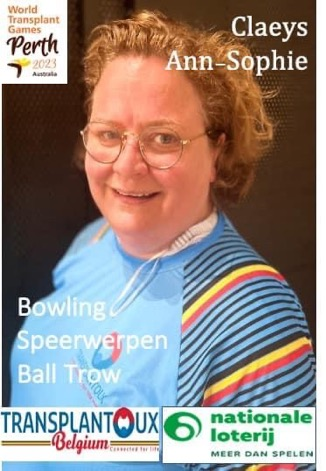 World
Transplant
Games
Perth
2023
Australia
Claeys
Ann-Sophie
Bowling
Speerwerpen
Ball Trow
TRANSPLANTOUX
Belgium Connected for life
nationale
loterij
MEER DAN SPELEN